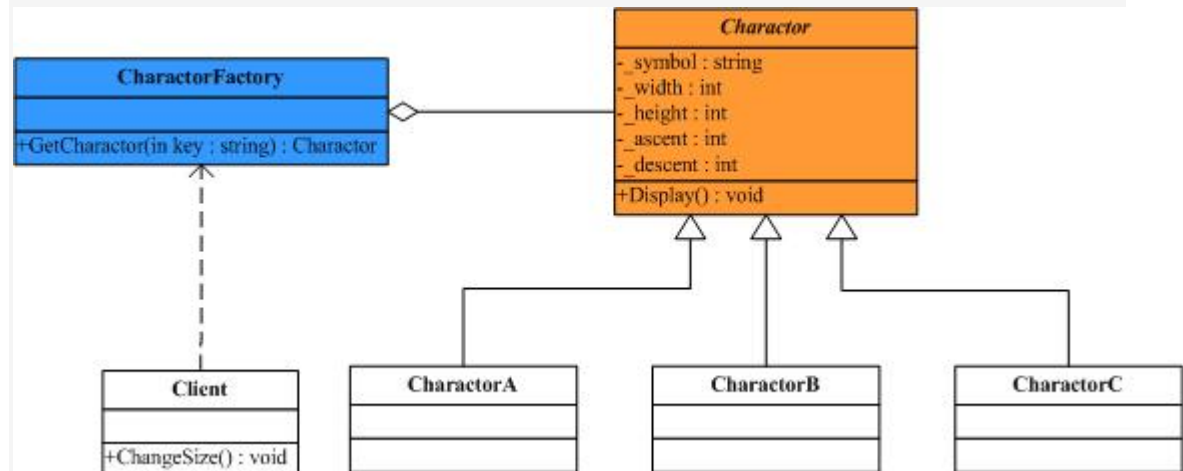 Charactor
-_symbol : string
-_width : int
-_height : int
-_ascent : int
-_descent : int
+Display() : void
CharactorFactory
+GetCharactor(in key : string) : Charactor
Client
+ChangeSize() : void
CharactorA
CharactorB
CharactorC